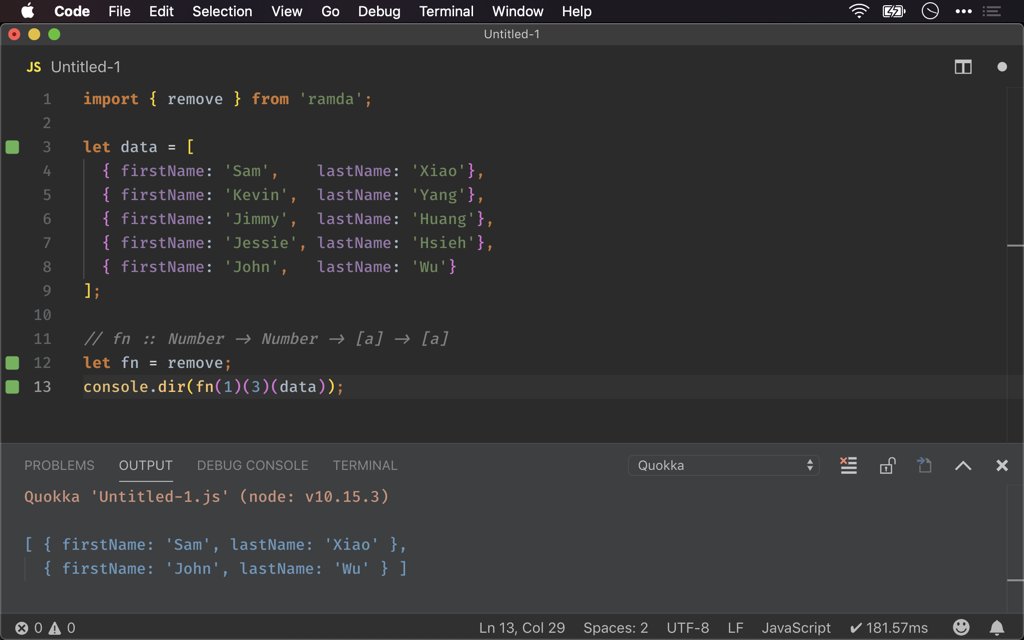 Code File Edit Selection View Go Debug Terminal Window Help
Untitled-1
JS Untitled-1
1 import { remove } from 'ramda';
2
3 let data = [
4   { firstName: 'Sam',    lastName: 'Xiao'},
5   { firstName: 'Kevin',  lastName: 'Yang'},
6   { firstName: 'Jimmy',  lastName: 'Huang'},
7   { firstName: 'Jessie', lastName: 'Hsieh'},
8   { firstName: 'John',   lastName: 'Wu'}
9 ];
10
11 // fn :: Number → Number → [a] → [a]
12 let fn = remove;
13 console.dir(fn(1)(3)(data));
PROBLEMS OUTPUT DEBUG CONSOLE TERMINAL Quokka
Quokka 'Untitled-1.js' (node: v10.15.3)
[ { firstName: 'Sam', lastName: 'Xiao' },
  { firstName: 'John', lastName: 'Wu' } ]
0 0 Ln 13, Col 29 Spaces: 2 UTF-8 LF JavaScript ✔ 181.57ms